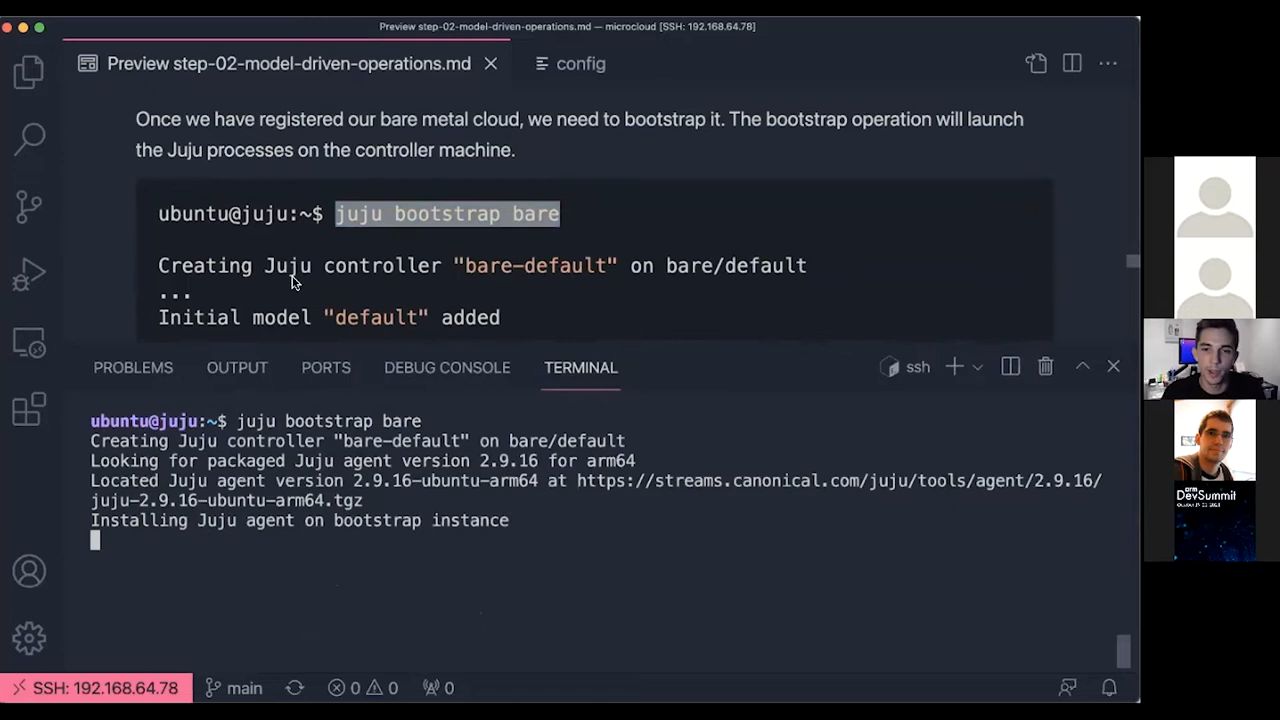 Preview step-02-model-driven-operations.md — microcloud [SSH: 192.168.64.78]
Preview step-02-model-driven-operations.md
config
Once we have registered our bare metal cloud, we need to bootstrap it. The bootstrap operation will launch
the Juju processes on the controller machine.
ubuntu@juju:~$ juju bootstrap bare
Creating Juju controller "bare-default" on bare/default
...
Initial model "default" added
PROBLEMS OUTPUT PORTS DEBUG CONSOLE TERMINAL
ssh
ubuntu@juju:~$ juju bootstrap bare
Creating Juju controller "bare-default" on bare/default
Looking for packaged Juju agent version 2.9.16 for arm64
Located Juju agent version 2.9.16-ubuntu-arm64 at https://streams.canonical.com/juju/tools/agent/2.9.16/
juju-2.9.16-ubuntu-arm64.tgz
Installing Juju agent on bootstrap instance
arm
DevSummit
SSH: 192.168.64.78 main 0 0 0